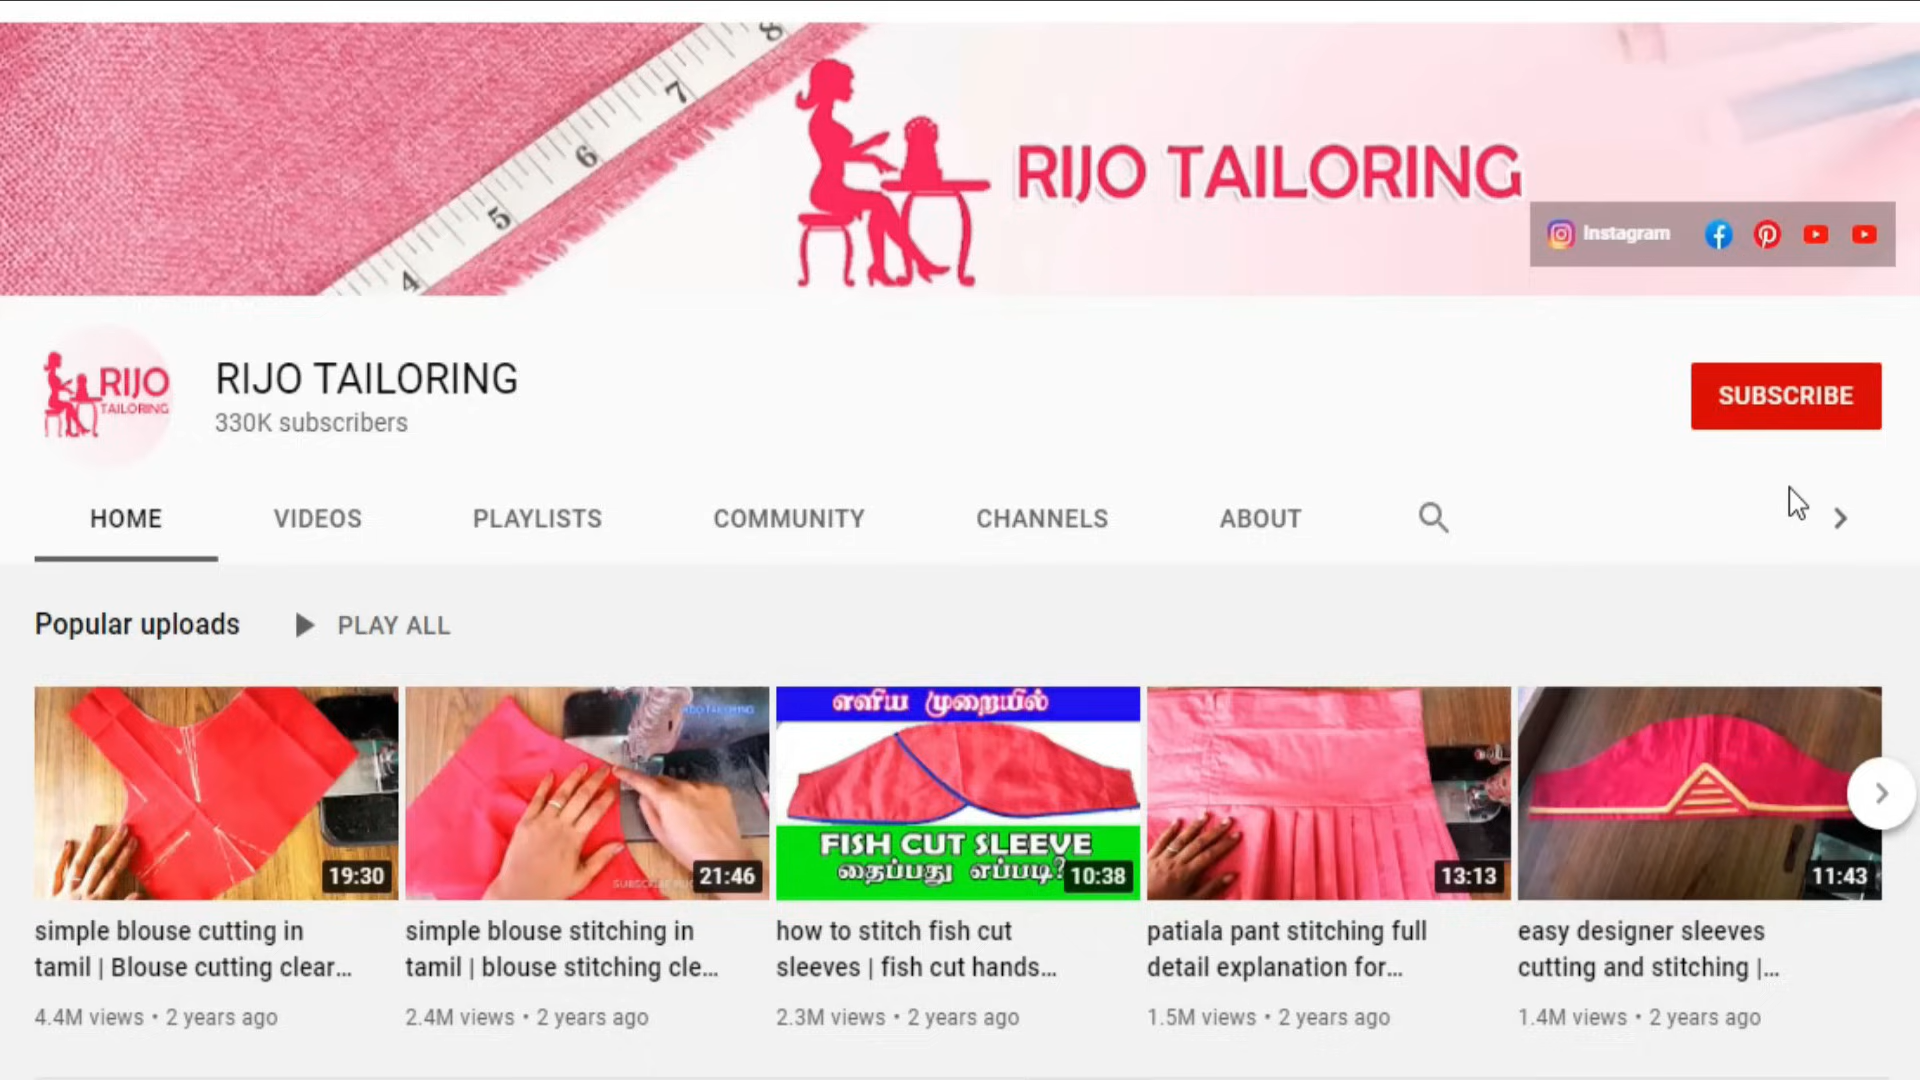 8
7
6
5
4
RIJO TAILORING
Instagram
RIJO
TAILORING
RIJO TAILORING
330K subscribers
SUBSCRIBE
HOME VIDEOS PLAYLISTS COMMUNITY CHANNELS ABOUT
Popular uploads PLAY ALL
19:30
21:46
எளிய முறையில்
FISH CUT SLEEVE
தைப்பது எப்படி?
10:38
13:13
11:43
simple blouse cutting in
tamil | Blouse cutting clear...
4.4M views • 2 years ago
simple blouse stitching in
tamil | blouse stitching cle...
2.4M views • 2 years ago
how to stitch fish cut
sleeves | fish cut hands...
2.3M views • 2 years ago
patiala pant stitching full
detail explanation for...
1.5M views • 2 years ago
easy designer sleeves
cutting and stitching |...
1.4M views • 2 years ago